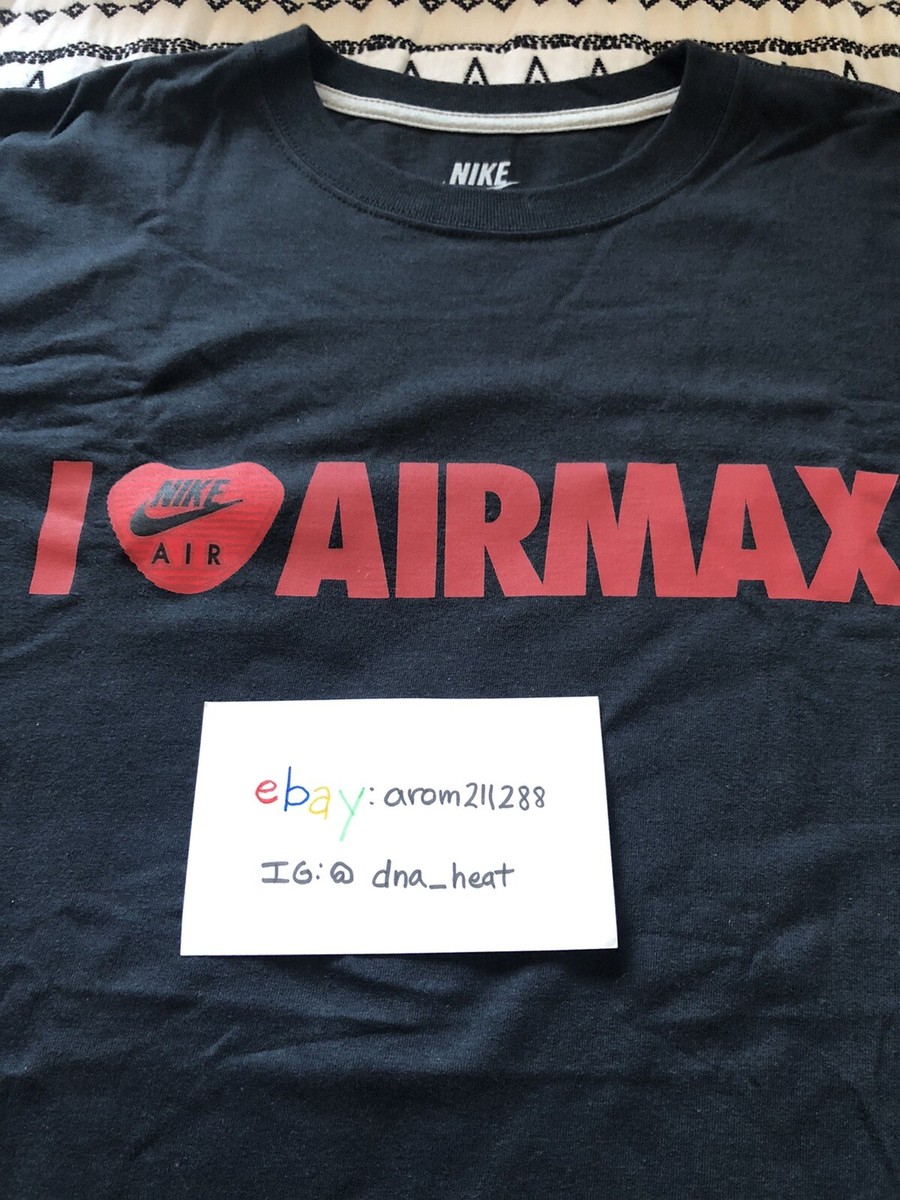 NIKE
I NIKE AIRMAX
AIR
ebay: arom211288
IG:@ dna_heat